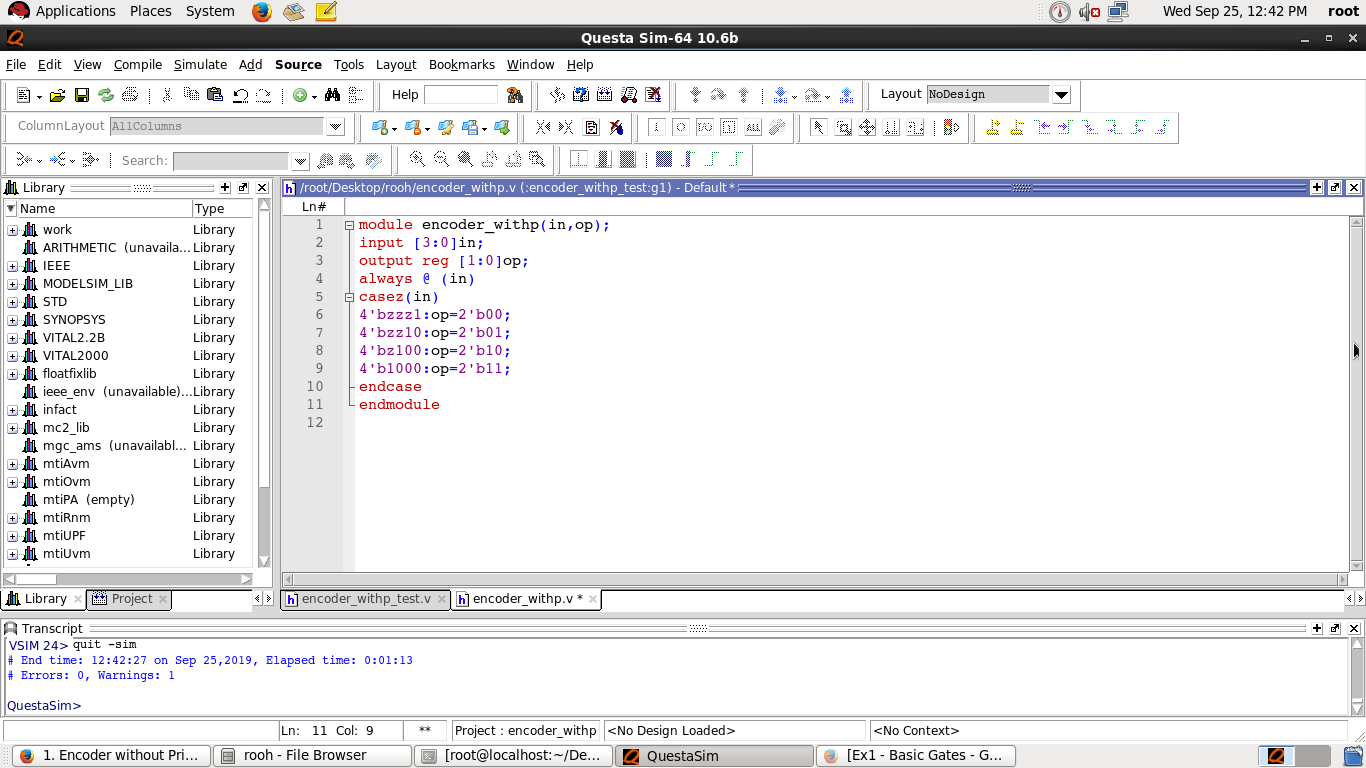 Applications Places System Wed Sep 25, 12:42 PM root
Questa Sim-64 10.6b
File Edit View Compile Simulate Add Source Tools Layout Bookmarks Window Help
Help Layout NoDesign
ColumnLayout AllColumns
Search:
Library
Name Type
work Library
ARITHMETIC (unavaila... Library
IEEE Library
MODELSIM_LIB Library
STD Library
SYNOPSYS Library
VITAL2.2B Library
VITAL2000 Library
floatfixlib Library
ieee_env (unavailable)... Library
infact Library
mc2_lib Library
mgc_ams (unavailabl... Library
mtiAvm Library
mtiOvm Library
mtiPA (empty) Library
mtiRnm Library
mtiUPF Library
mtiUvm Library
Library Project
/root/Desktop/rooh/encoder_withp.v (:encoder_withp_test:g1) - Default *
Ln#
1 module encoder_withp(in,op);
2 input [3:0]in;
3 output reg [1:0]op;
4 always @ (in)
5 casez(in)
6 4'bzzz1:op=2'b00;
7 4'bzz10:op=2'b01;
8 4'bz100:op=2'b10;
9 4'b1000:op=2'b11;
10 endcase
11 endmodule
12
encoder_withp_test.v encoder_withp.v *
Transcript
VSIM 24> quit -sim
# End time: 12:42:27 on Sep 25,2019, Elapsed time: 0:01:13
# Errors: 0, Warnings: 1
QuestaSim>
Ln: 11 Col: 9 ** Project : encoder_withp <No Design Loaded> <No Context>
1. Encoder without Pri... rooh - File Browser [root@localhost:~/De... QuestaSim [Ex1 - Basic Gates - G...